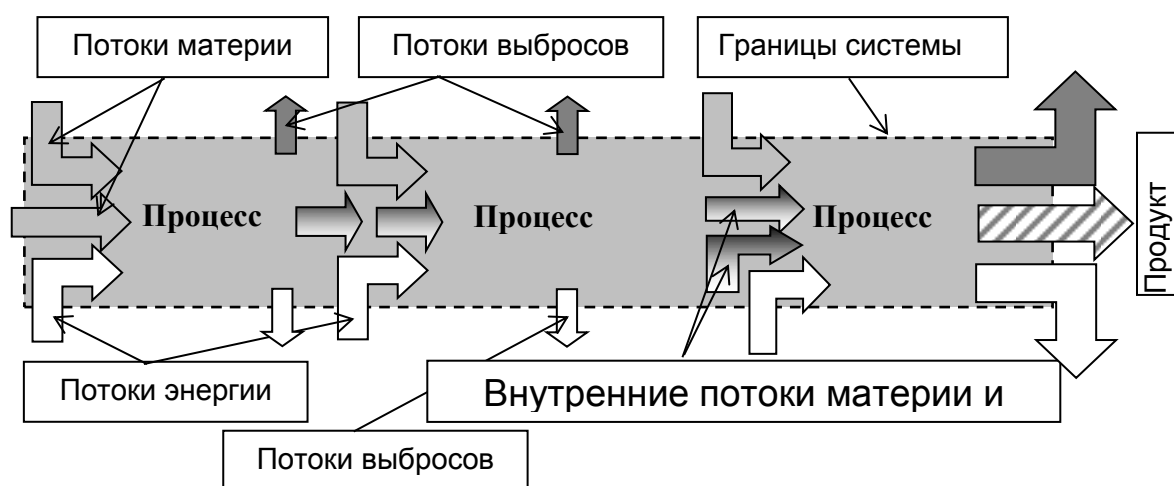 Потоки материи
Потоки выбросов
Границы системы
Процесс
Процесс
Процесс
Продукт
Потоки энергии
Внутренние потоки материи и
Потоки выбросов